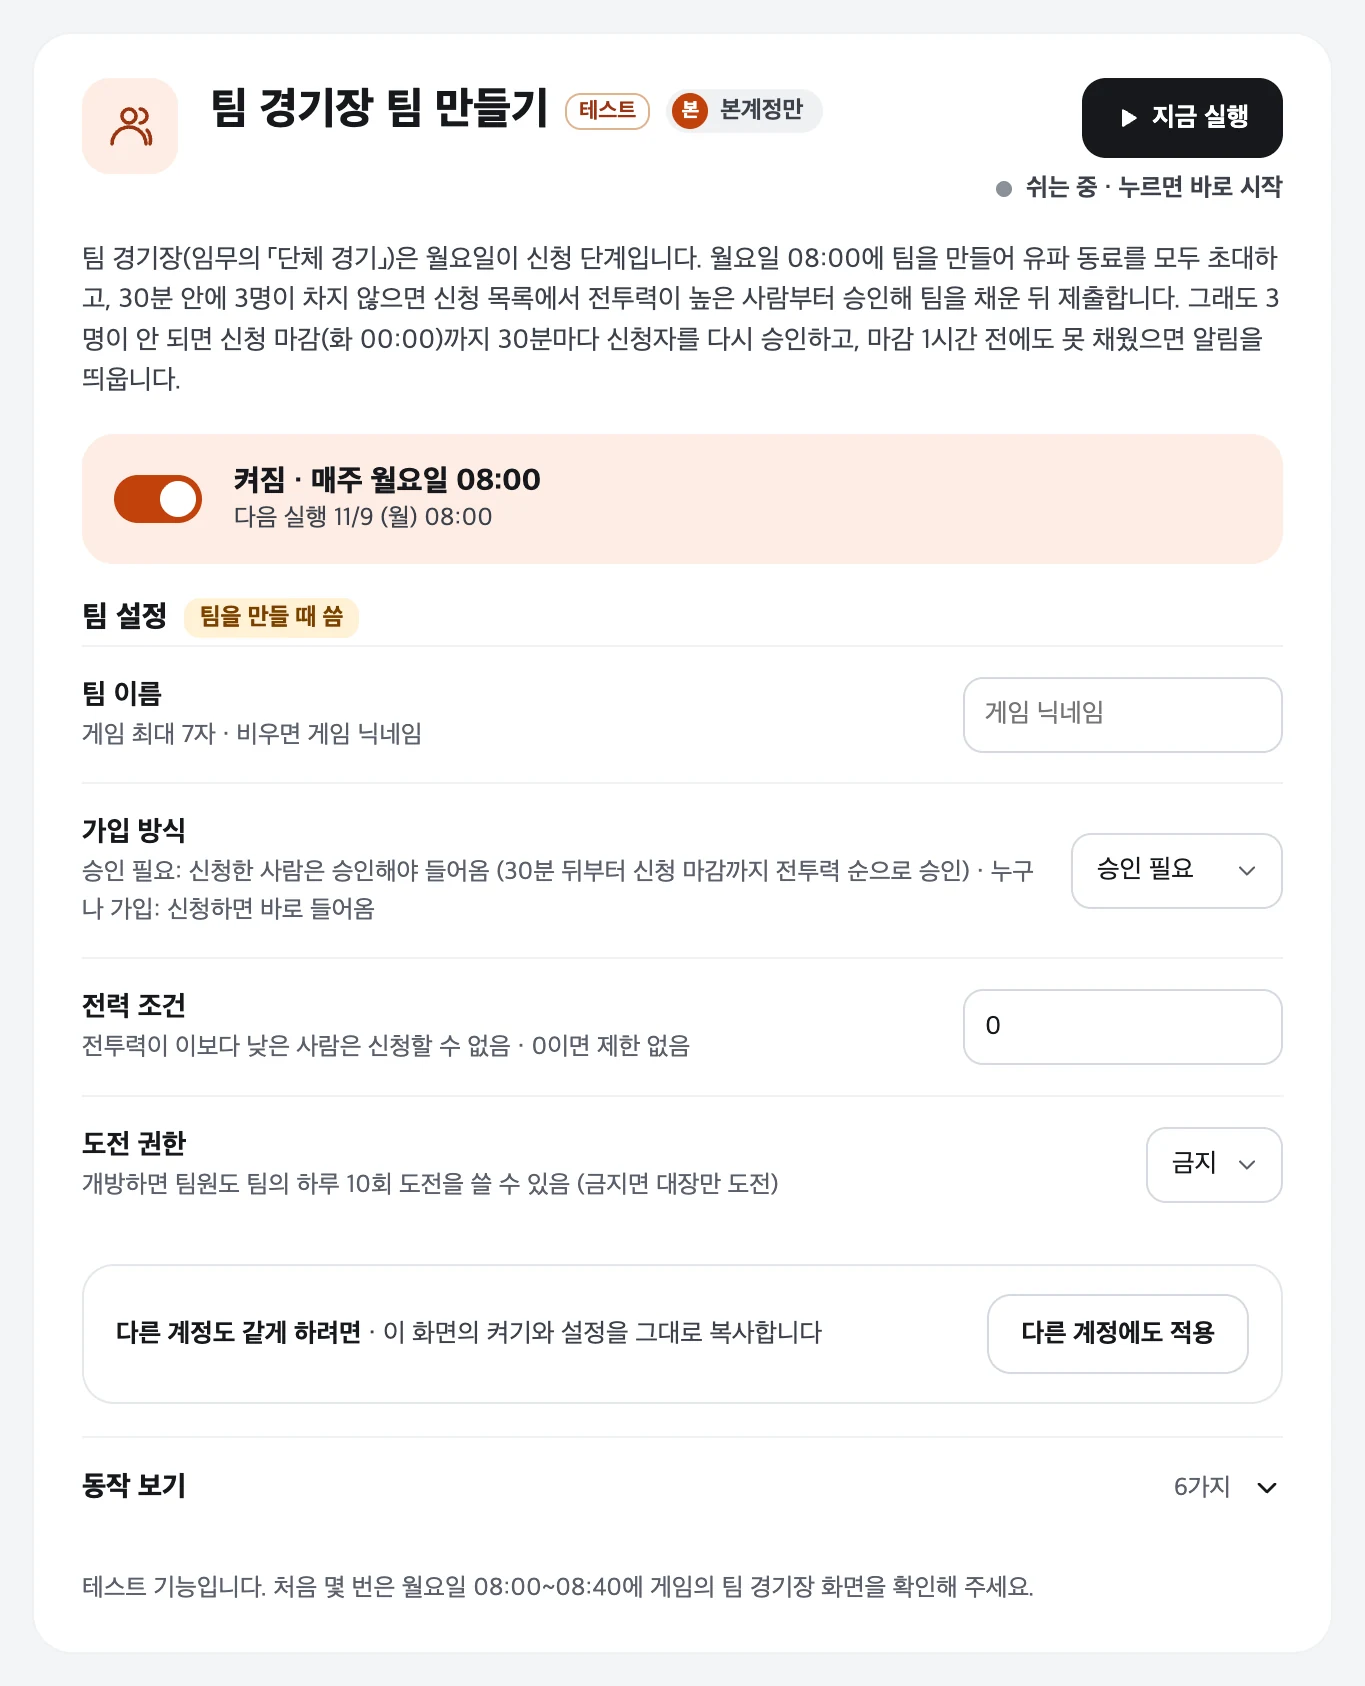 팀 경기장 팀 만들기 테스트 본 본계정만
지금 실행
쉬는 중 · 누르면 바로 시작
팀 경기장(임무의 「단체 경기」)은 월요일이 신청 단계입니다. 월요일 08:00에 팀을 만들어 유파 동료를 모두 초대하
고, 30분 안에 3명이 차지 않으면 신청 목록에서 전투력이 높은 사람부터 승인해 팀을 채운 뒤 제출합니다. 그래도 3
명이 안 되면 신청 마감(화 00:00)까지 30분마다 신청자를 다시 승인하고, 마감 1시간 전에도 못 채웠으면 알림을
띄웁니다.
켜짐 · 매주 월요일 08:00
다음 실행 11/9 (월) 08:00
팀 설정 팀을 만들 때 씀
팀 이름
게임 최대 7자 · 비우면 게임 닉네임
게임 닉네임
가입 방식
승인 필요: 신청한 사람은 승인해야 들어옴 (30분 뒤부터 신청 마감까지 전투력 순으로 승인) · 누구
나 가입: 신청하면 바로 들어옴
승인 필요
전력 조건
전투력이 이보다 낮은 사람은 신청할 수 없음 · 0이면 제한 없음
0
도전 권한
개방하면 팀원도 팀의 하루 10회 도전을 쓸 수 있음 (금지면 대장만 도전)
금지
다른 계정도 같게 하려면 · 이 화면의 켜기와 설정을 그대로 복사합니다
다른 계정에도 적용
동작 보기
6가지
테스트 기능입니다. 처음 몇 번은 월요일 08:00~08:40에 게임의 팀 경기장 화면을 확인해 주세요.